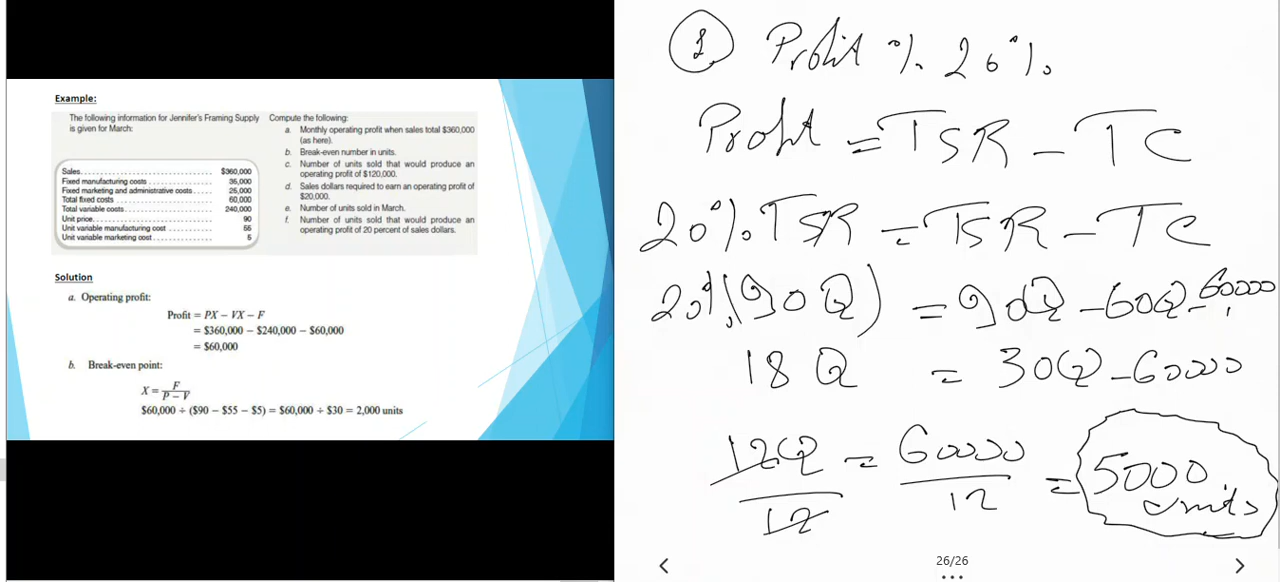 Example:
The following information for Jennifer's Framing Supply
is given for March:
Sales........................ $360,000
Fixed manufacturing costs .............. 35,000
Fixed marketing and administrative costs ..... 25,000
Total fixed costs ................ 60,000
Total variable costs ................ 240,000
Unit price ................... 90
Unit variable manufacturing cost ........... 55
Unit variable marketing cost .............. 5
Compute the following:
a. Monthly operating profit when sales total $360,000
(as here).
b. Break-even number in units.
c. Number of units sold that would produce an
operating profit of $120,000.
d. Sales dollars required to earn an operating profit of
$20,000.
e. Number of units sold in March.
f. Number of units sold that would produce an
operating profit of 20 percent of sales dollars.
Solution
a. Operating profit:
Profit = PX − VX − F
= $360,000 − $240,000 − $60,000
= $60,000
b. Break-even point:
X = F / P − V
$60,000 ÷ ($90 − $55 − $5) = $60,000 ÷ $30 = 2,000 units
Profit % 20%
Profit = TSR − TC
20% TSR = TSR − TC
20% (90Q) = 90Q − 60Q − 60000
18Q = 30Q − 60000
12Q / 12 = 60000 / 12 = 5000 units
26/26